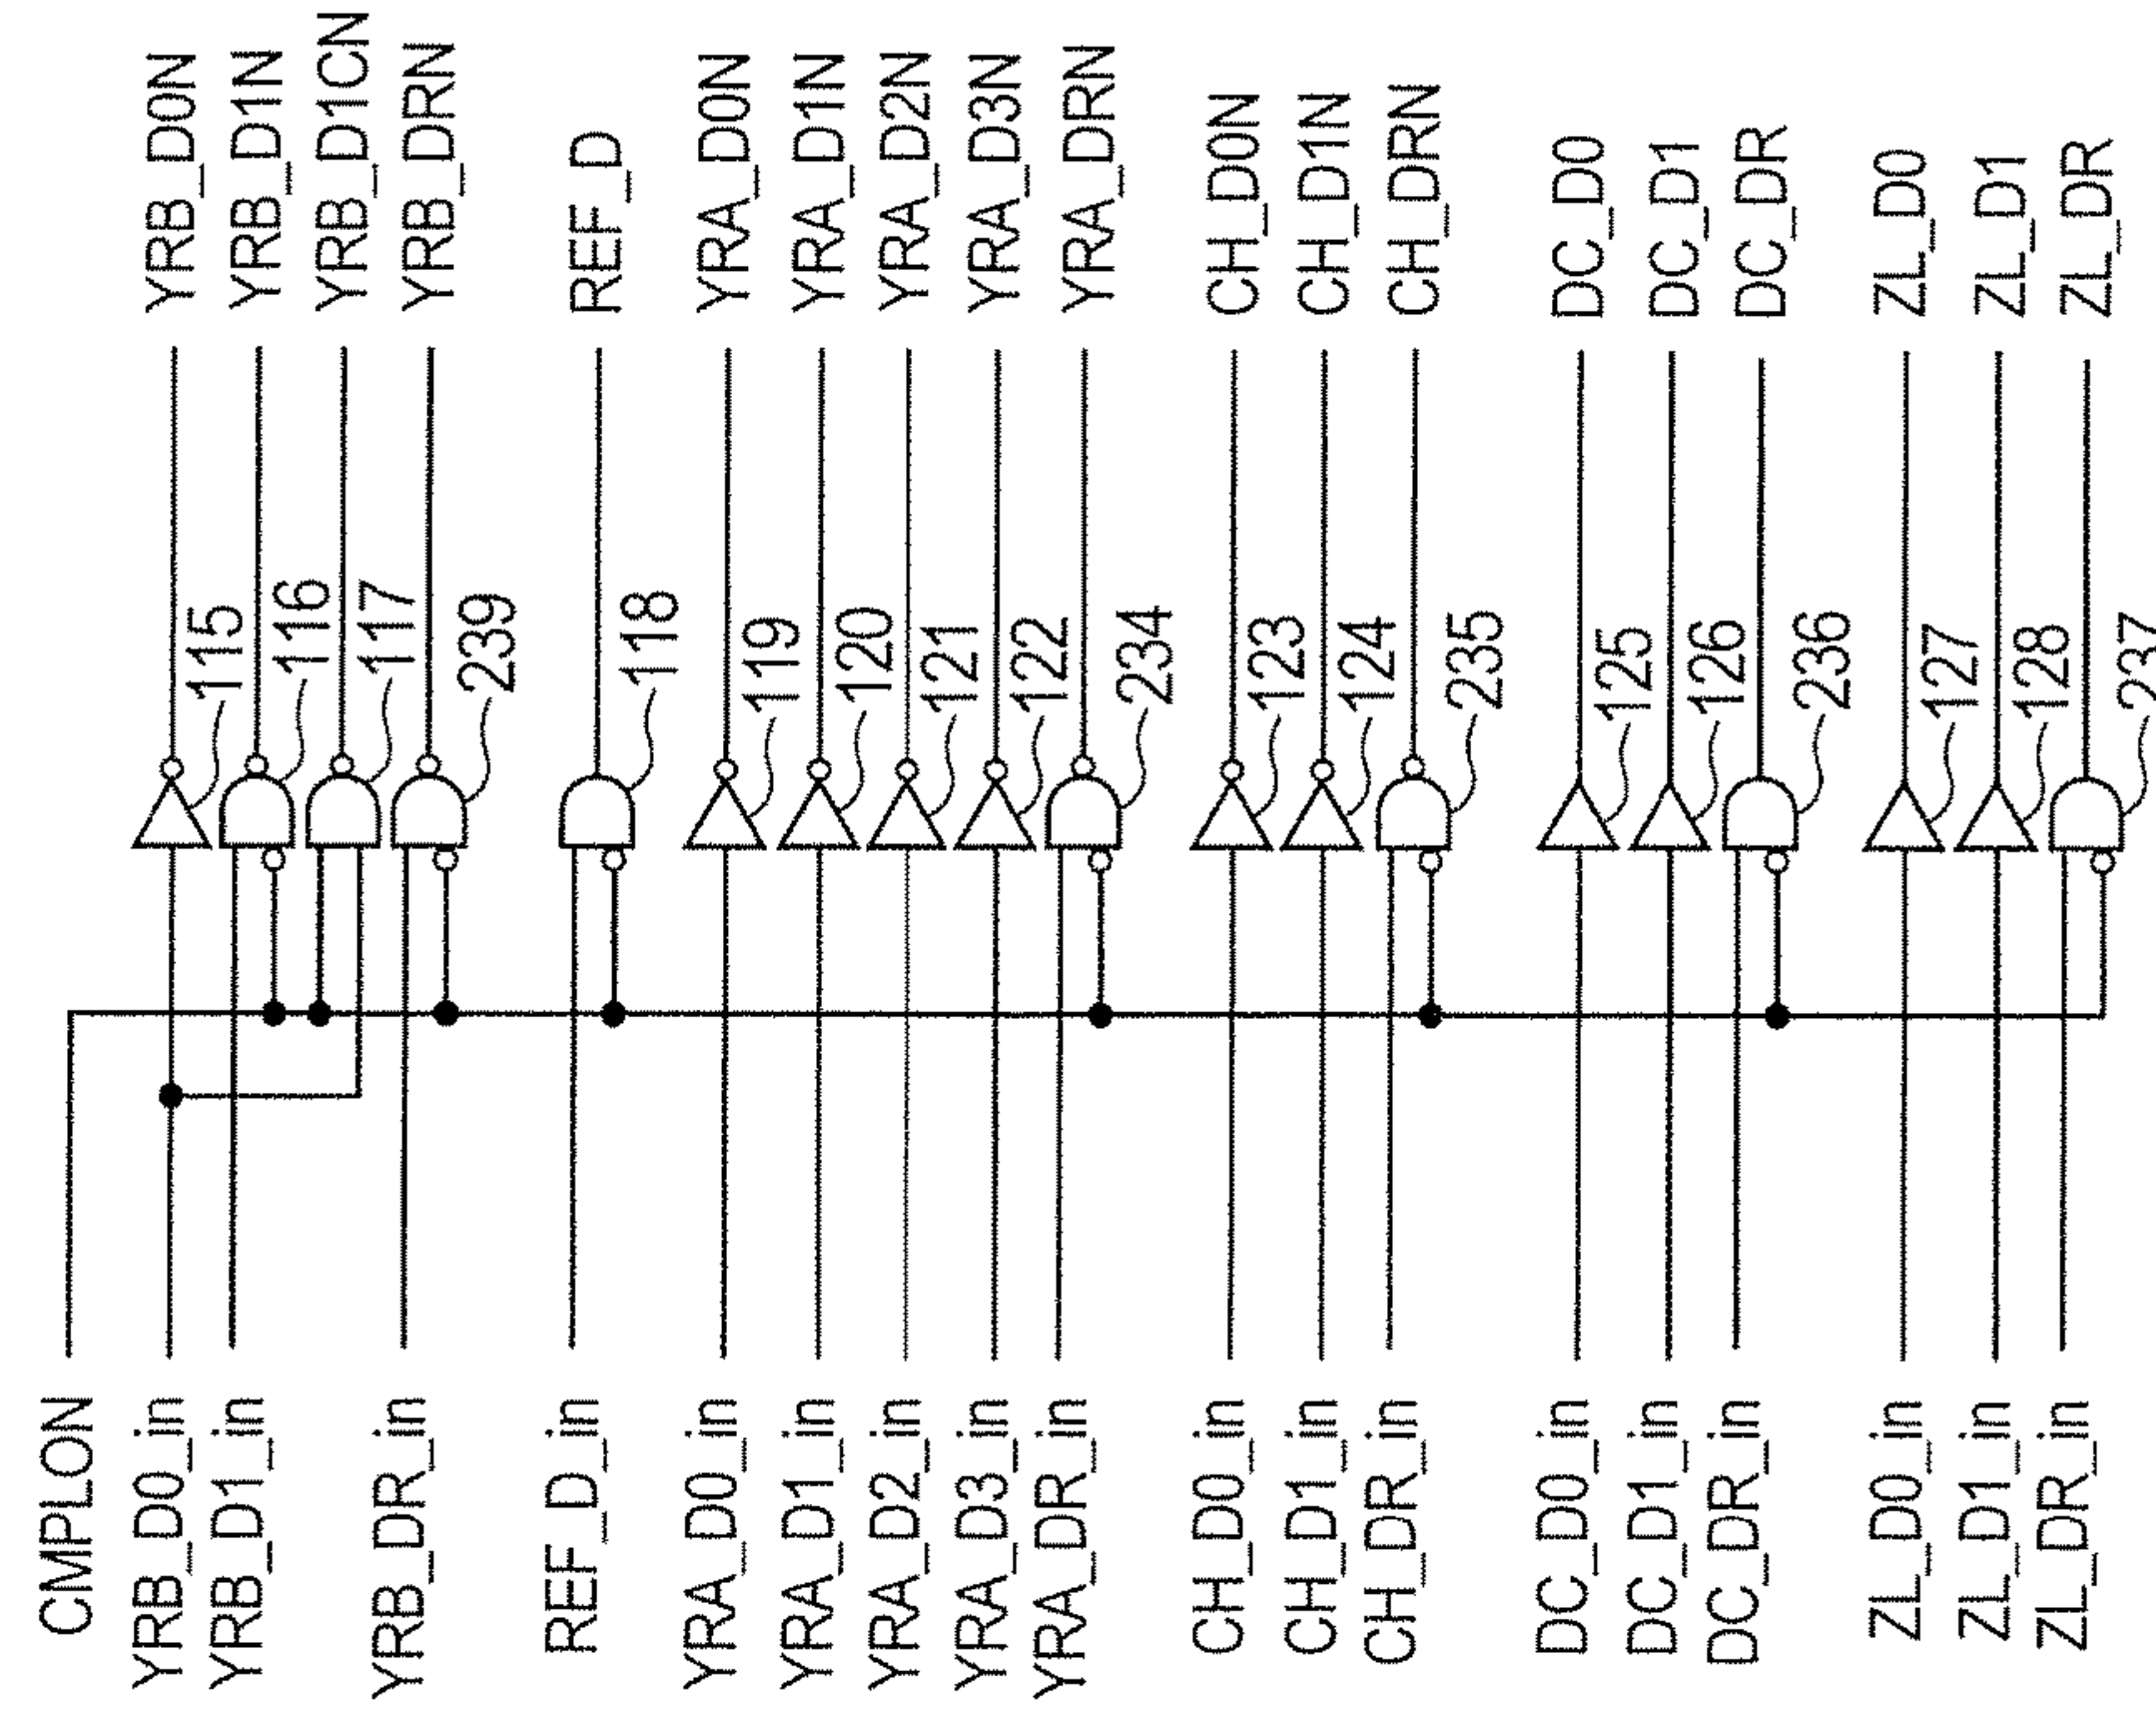 CMPLON
YRB_D0_in
YRB_D1_in
YRB_DR_in
REF_D_in
YRA_D0_in
YRA_D1_in
YRA_D2_in
YRA_D3_in
YRA_DR_in
CH_D0_in
CH_D1_in
CH_DR_in
DC_D0_in
DC_D1_in
DC_DR_in
ZL_D0_in
ZL_D1_in
ZL_DR_in
115
116
117
239
118
119
120
121
122
234
123
124
235
125
126
236
127
128
237
YRB_D0N
YRB_D1N
YRB_D1CN
YRB_DRN
REF_D
YRA_D0N
YRA_D1N
YRA_D2N
YRA_D3N
YRA_DRN
CH_D0N
CH_D1N
CH_DRN
DC_D0
DC_D1
DC_DR
ZL_D0
ZL_D1
ZL_DR